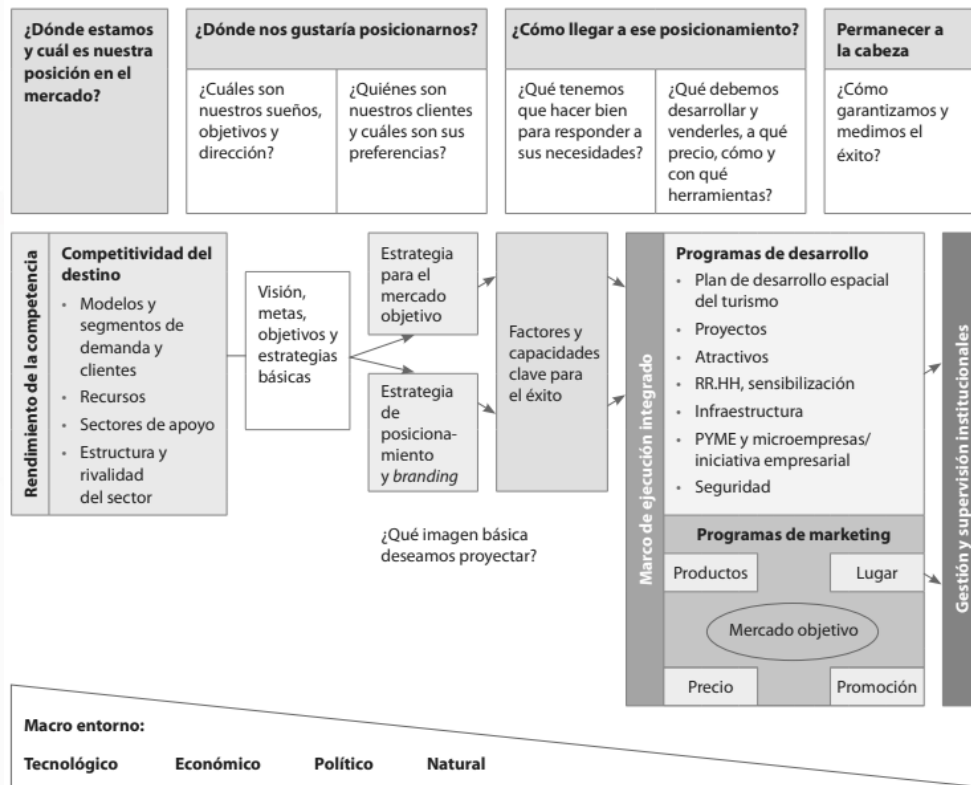 ¿Dónde estamos
y cuál es nuestra
posición en el
mercado?
¿Dónde nos gustaría posicionarnos?
¿Cuáles son
nuestros sueños,
objetivos y
dirección?
¿Quiénes son
nuestros clientes
y cuáles son sus
preferencias?
¿Cómo llegar a ese posicionamiento?
¿Qué tenemos
que hacer bien
para responder a
sus necesidades?
¿Qué debemos
desarrollar y
venderles, a qué
precio, cómo y
con qué
herramientas?
Permanecer a
la cabeza
¿Cómo
garantizamos y
medimos el
éxito?
Rendimiento de la competencia
Competitividad del
destino
• Modelos y
segmentos de
demanda y
clientes
• Recursos
• Sectores de apoyo
• Estructura y
rivalidad
del sector
Visión,
metas,
objetivos y
estrategias
básicas
Estrategia
para el
mercado
objetivo
Estrategia
de
posiciona-
miento
y branding
¿Qué imagen básica
deseamos proyectar?
Factores y
capacidades
clave para
el éxito
Marco de ejecución integrado
Programas de desarrollo
• Plan de desarrollo espacial
del turismo
• Proyectos
• Atractivos
• RR.HH, sensibilización
• Infraestructura
• PYME y microempresas/
iniciativa empresarial
• Seguridad
Programas de marketing
Productos
Lugar
Mercado objetivo
Precio
Promoción
Gestión y supervisión institucionales
Macro entorno:
Tecnológico Económico Político Natural